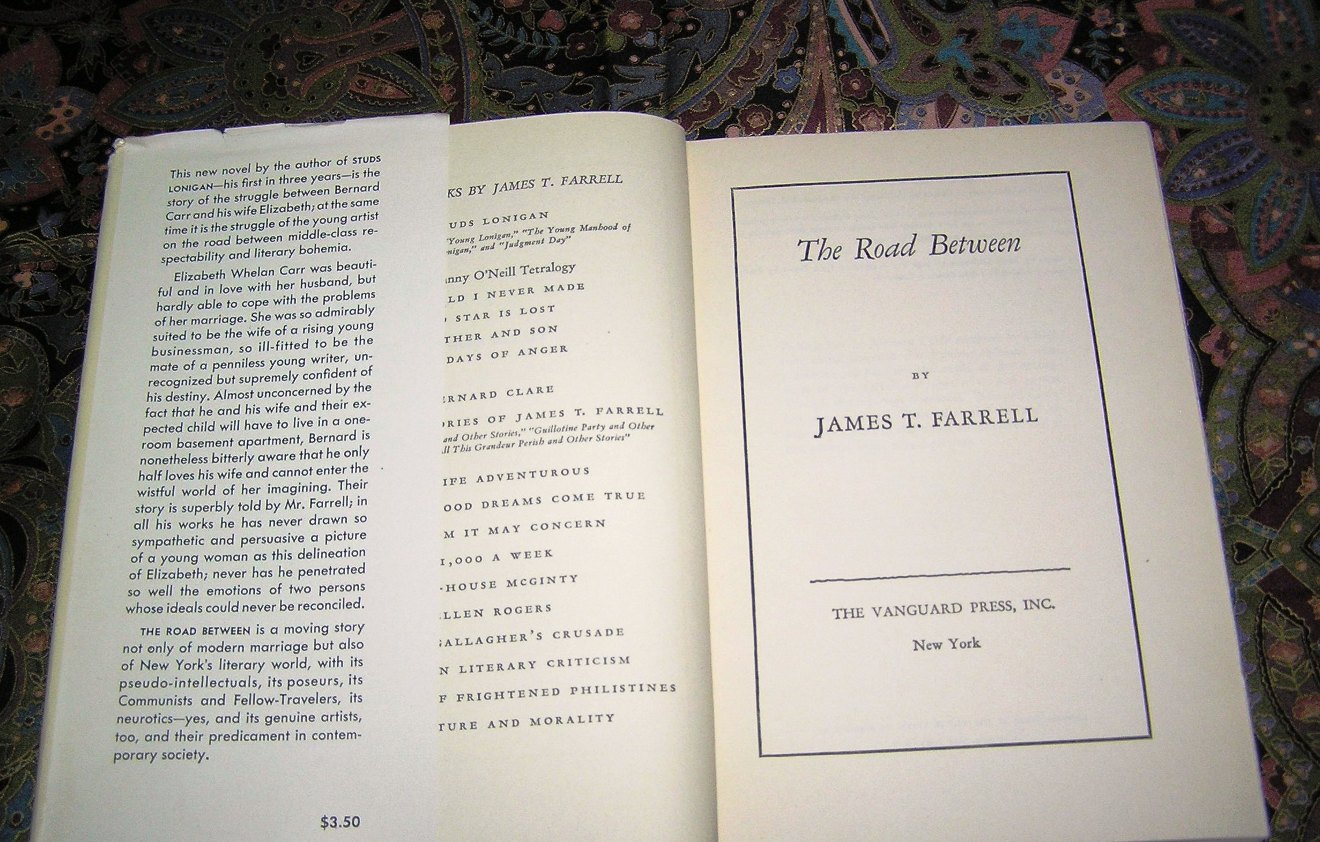 This new novel by the author of STUDS
LONIGAN—his first in three years—is the
story of the struggle between Bernard
Carr and his wife Elizabeth; at the same
time it is the struggle of the young artist
on the road between middle-class re-
spectability and literary bohemia.
Elizabeth Whelan Carr was beauti-
ful and in love with her husband, but
hardly able to cope with the problems
of her marriage. She was so admirably
suited to be the wife of a rising young
businessman, so ill-fitted to be the
mate of a penniless young writer, un-
recognized but supremely confident of
his destiny. Almost unconcerned by the
fact that he and his wife and their ex-
pected child will have to live in a one-
room basement apartment, Bernard is
nonetheless bitterly aware that he only
half loves his wife and cannot enter the
wistful world of her imagining. Their
story is superbly told by Mr. Farrell; in
all his works he has never drawn so
sympathetic and persuasive a picture
of a young woman as this delineation
of Elizabeth; never has he penetrated
so well the emotions of two persons
whose ideals could never be reconciled.
THE ROAD BETWEEN is a moving story
not only of modern marriage but also
of New York's literary world, with its
pseudo-intellectuals, its poseurs, its
Communists and Fellow-Travelers, its
neurotics—yes, and its genuine artists,
too, and their predicament in contem-
porary society.
$3.50
KS BY JAMES T. FARRELL
UDS LONIGAN
"Young Lonigan," "The Young Manhood of
nigan," and "Judgment Day"
nny O'Neill Tetralogy
LD I NEVER MADE
STAR IS LOST
THER AND SON
DAYS OF ANGER
RNARD CLARE
RIES OF JAMES T. FARRELL
and Other Stories," "Guillotine Party and Other
ll This Grandeur Perish and Other Stories"
IFE ADVENTUROUS
OOD DREAMS COME TRUE
M IT MAY CONCERN
1,000 A WEEK
HOUSE MCGINTY
LLEN ROGERS
GALLAGHER'S CRUSADE
N LITERARY CRITICISM
F FRIGHTENED PHILISTINES
TURE AND MORALITY
The Road Between
BY
JAMES T. FARRELL
THE VANGUARD PRESS, INC.
New York